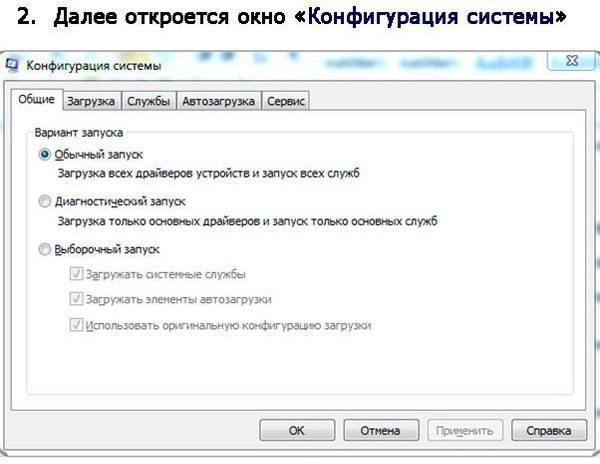 2. Далее откроется окно «Конфигурация системы»
Конфигурация системы
Общие Загрузка Службы Автозагрузка Сервис
Вариант запуска
Обычный запуск
Загрузка всех драйверов устройств и запуск всех служб
Диагностический запуск
Загрузка только основных драйверов и запуск только основных служб
Выборочный запуск
Загружать системные службы
Загружать элементы автозагрузки
Использовать оригинальную конфигурацию загрузки
ОК Отмена Применить Справка